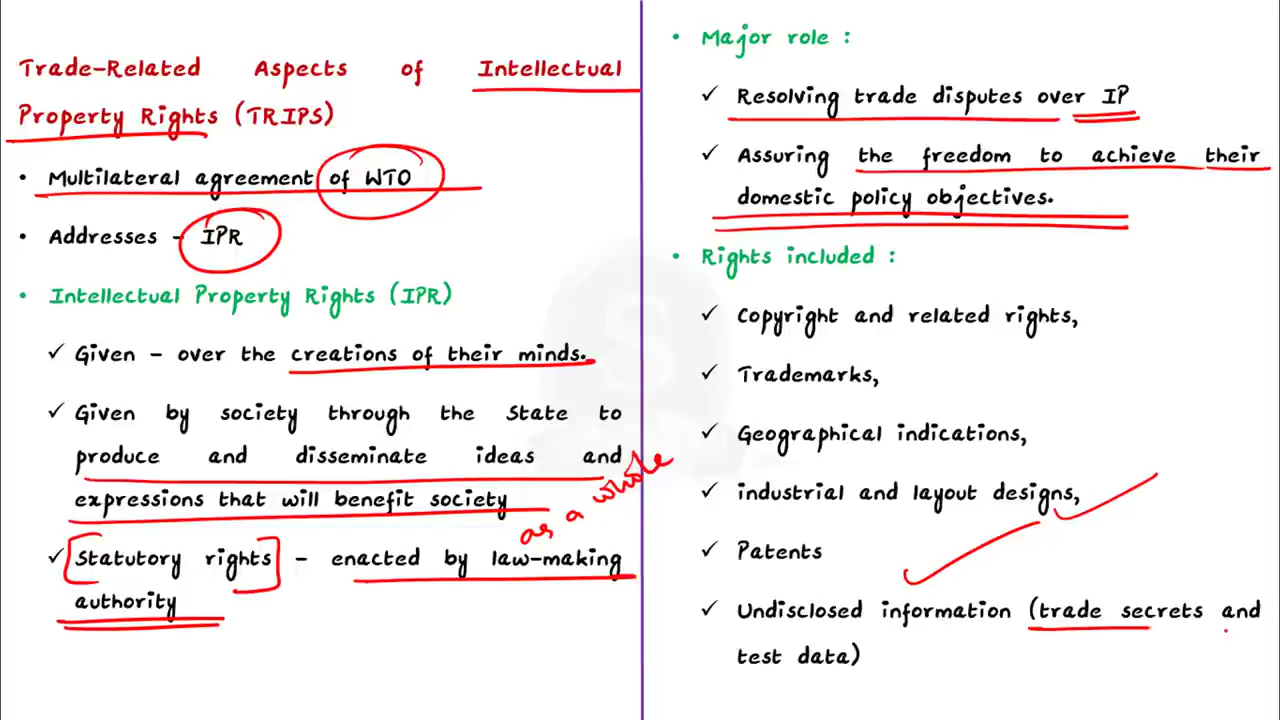 Trade-Related Aspects of Intellectual
Property Rights (TRIPS)
• Multilateral agreement of WTO
• Addresses - IPR
• Intellectual Property Rights (IPR)
✓ Given - over the creations of their minds.
✓ Given by society through the State to
produce and disseminate ideas and
expressions that will benefit society
as a whole
✓ Statutory rights - enacted by law-making
authority
• Major role :
✓ Resolving trade disputes over IP
✓ Assuring the freedom to achieve their
domestic policy objectives.
• Rights included :
✓ Copyright and related rights,
✓ Trademarks,
✓ Geographical indications,
✓ industrial and layout designs,
✓ Patents
✓ Undisclosed information (trade secrets and
test data)